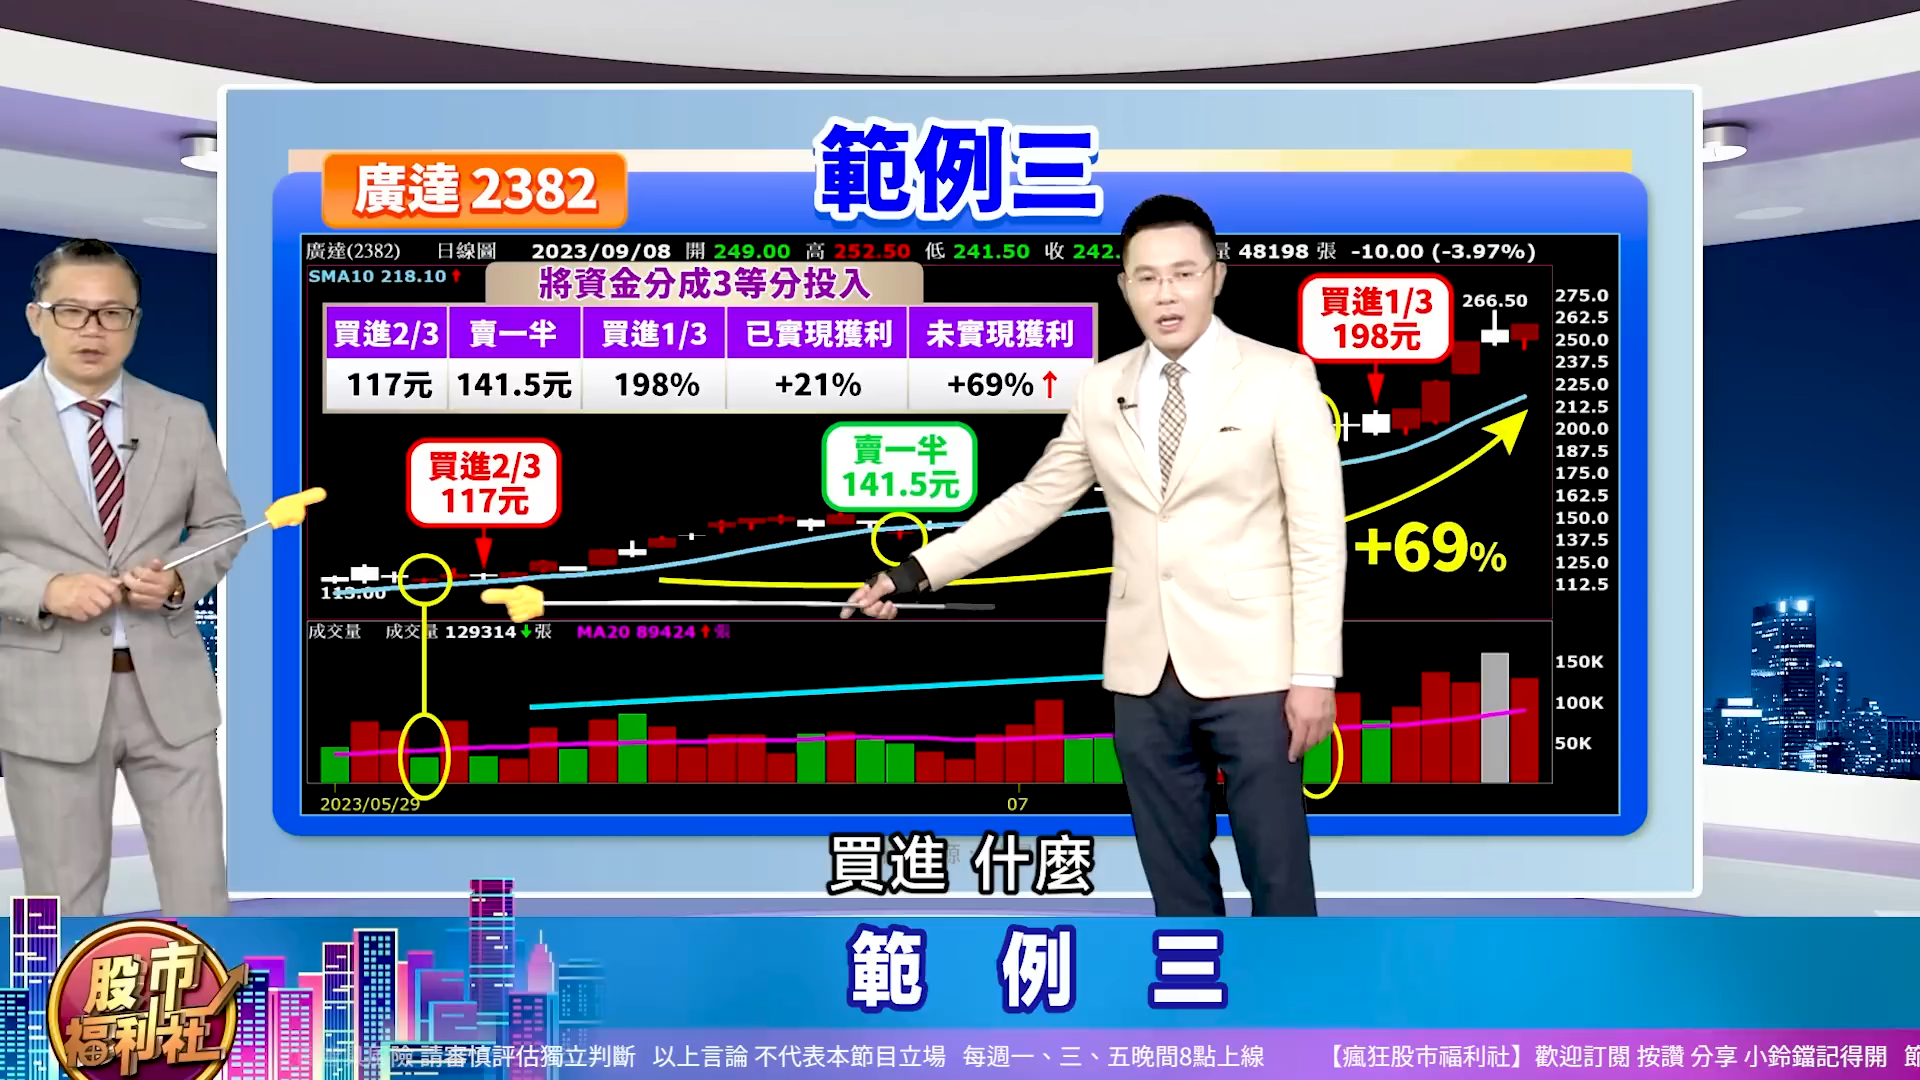 範例三
廣達 2382
廣達(2382) 日線圖 2023/09/08 開 249.00 高 252.50 低 241.50 收 242. 量 48198 張 -10.00 (-3.97%)
SMA10 218.10↑
將資金分成3等分投入
買進2/3 賣一半 買進1/3 已實現獲利 未實現獲利
117元 141.5元 198% +21% +69%↑
買進1/3
198元
266.50
275.0
262.5
250.0
237.5
225.0
212.5
200.0
187.5
175.0
162.5
150.0
137.5
125.0
112.5
買進2/3
117元
賣一半
141.5元
+69%
113.00
成交量 成交量 129314↓張 MA20 89424↑張
150K
100K
50K
2023/05/29 07
買進 什麼
範例三
股市
福利社
險 請審慎評估獨立判斷 以上言論 不代表本節目立場 每週一、三、五晚間8點上線 【瘋狂股市福利社】歡迎訂閱 按讚 分享 小鈴鐺記得開 節